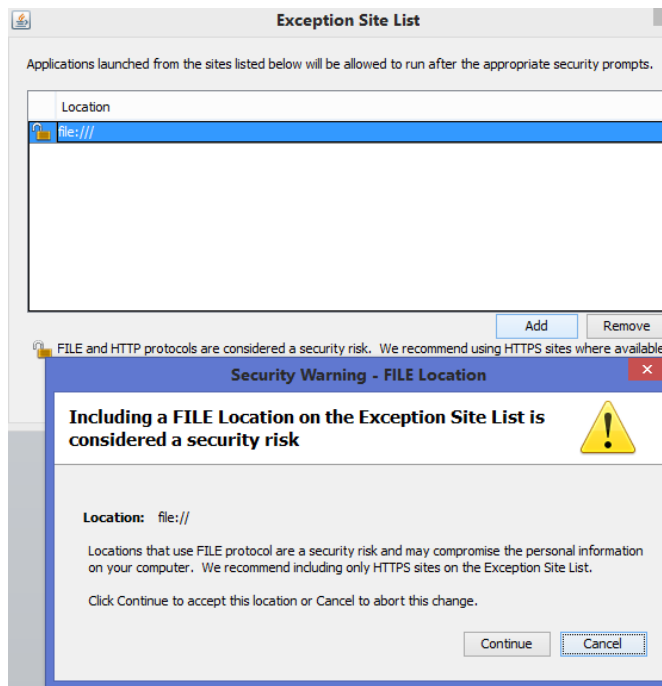 Exception Site List
Applications launched from the sites listed below will be allowed to run after the appropriate security prompts.
Location
file:///
Add
Remove
FILE and HTTP protocols are considered a security risk. We recommend using HTTPS sites where available
Security Warning - FILE Location
Including a FILE Location on the Exception Site List is
considered a security risk
Location: file://
Locations that use FILE protocol are a security risk and may compromise the personal information
on your computer. We recommend including only HTTPS sites on the Exception Site List.
Click Continue to accept this location or Cancel to abort this change.
Continue
Cancel